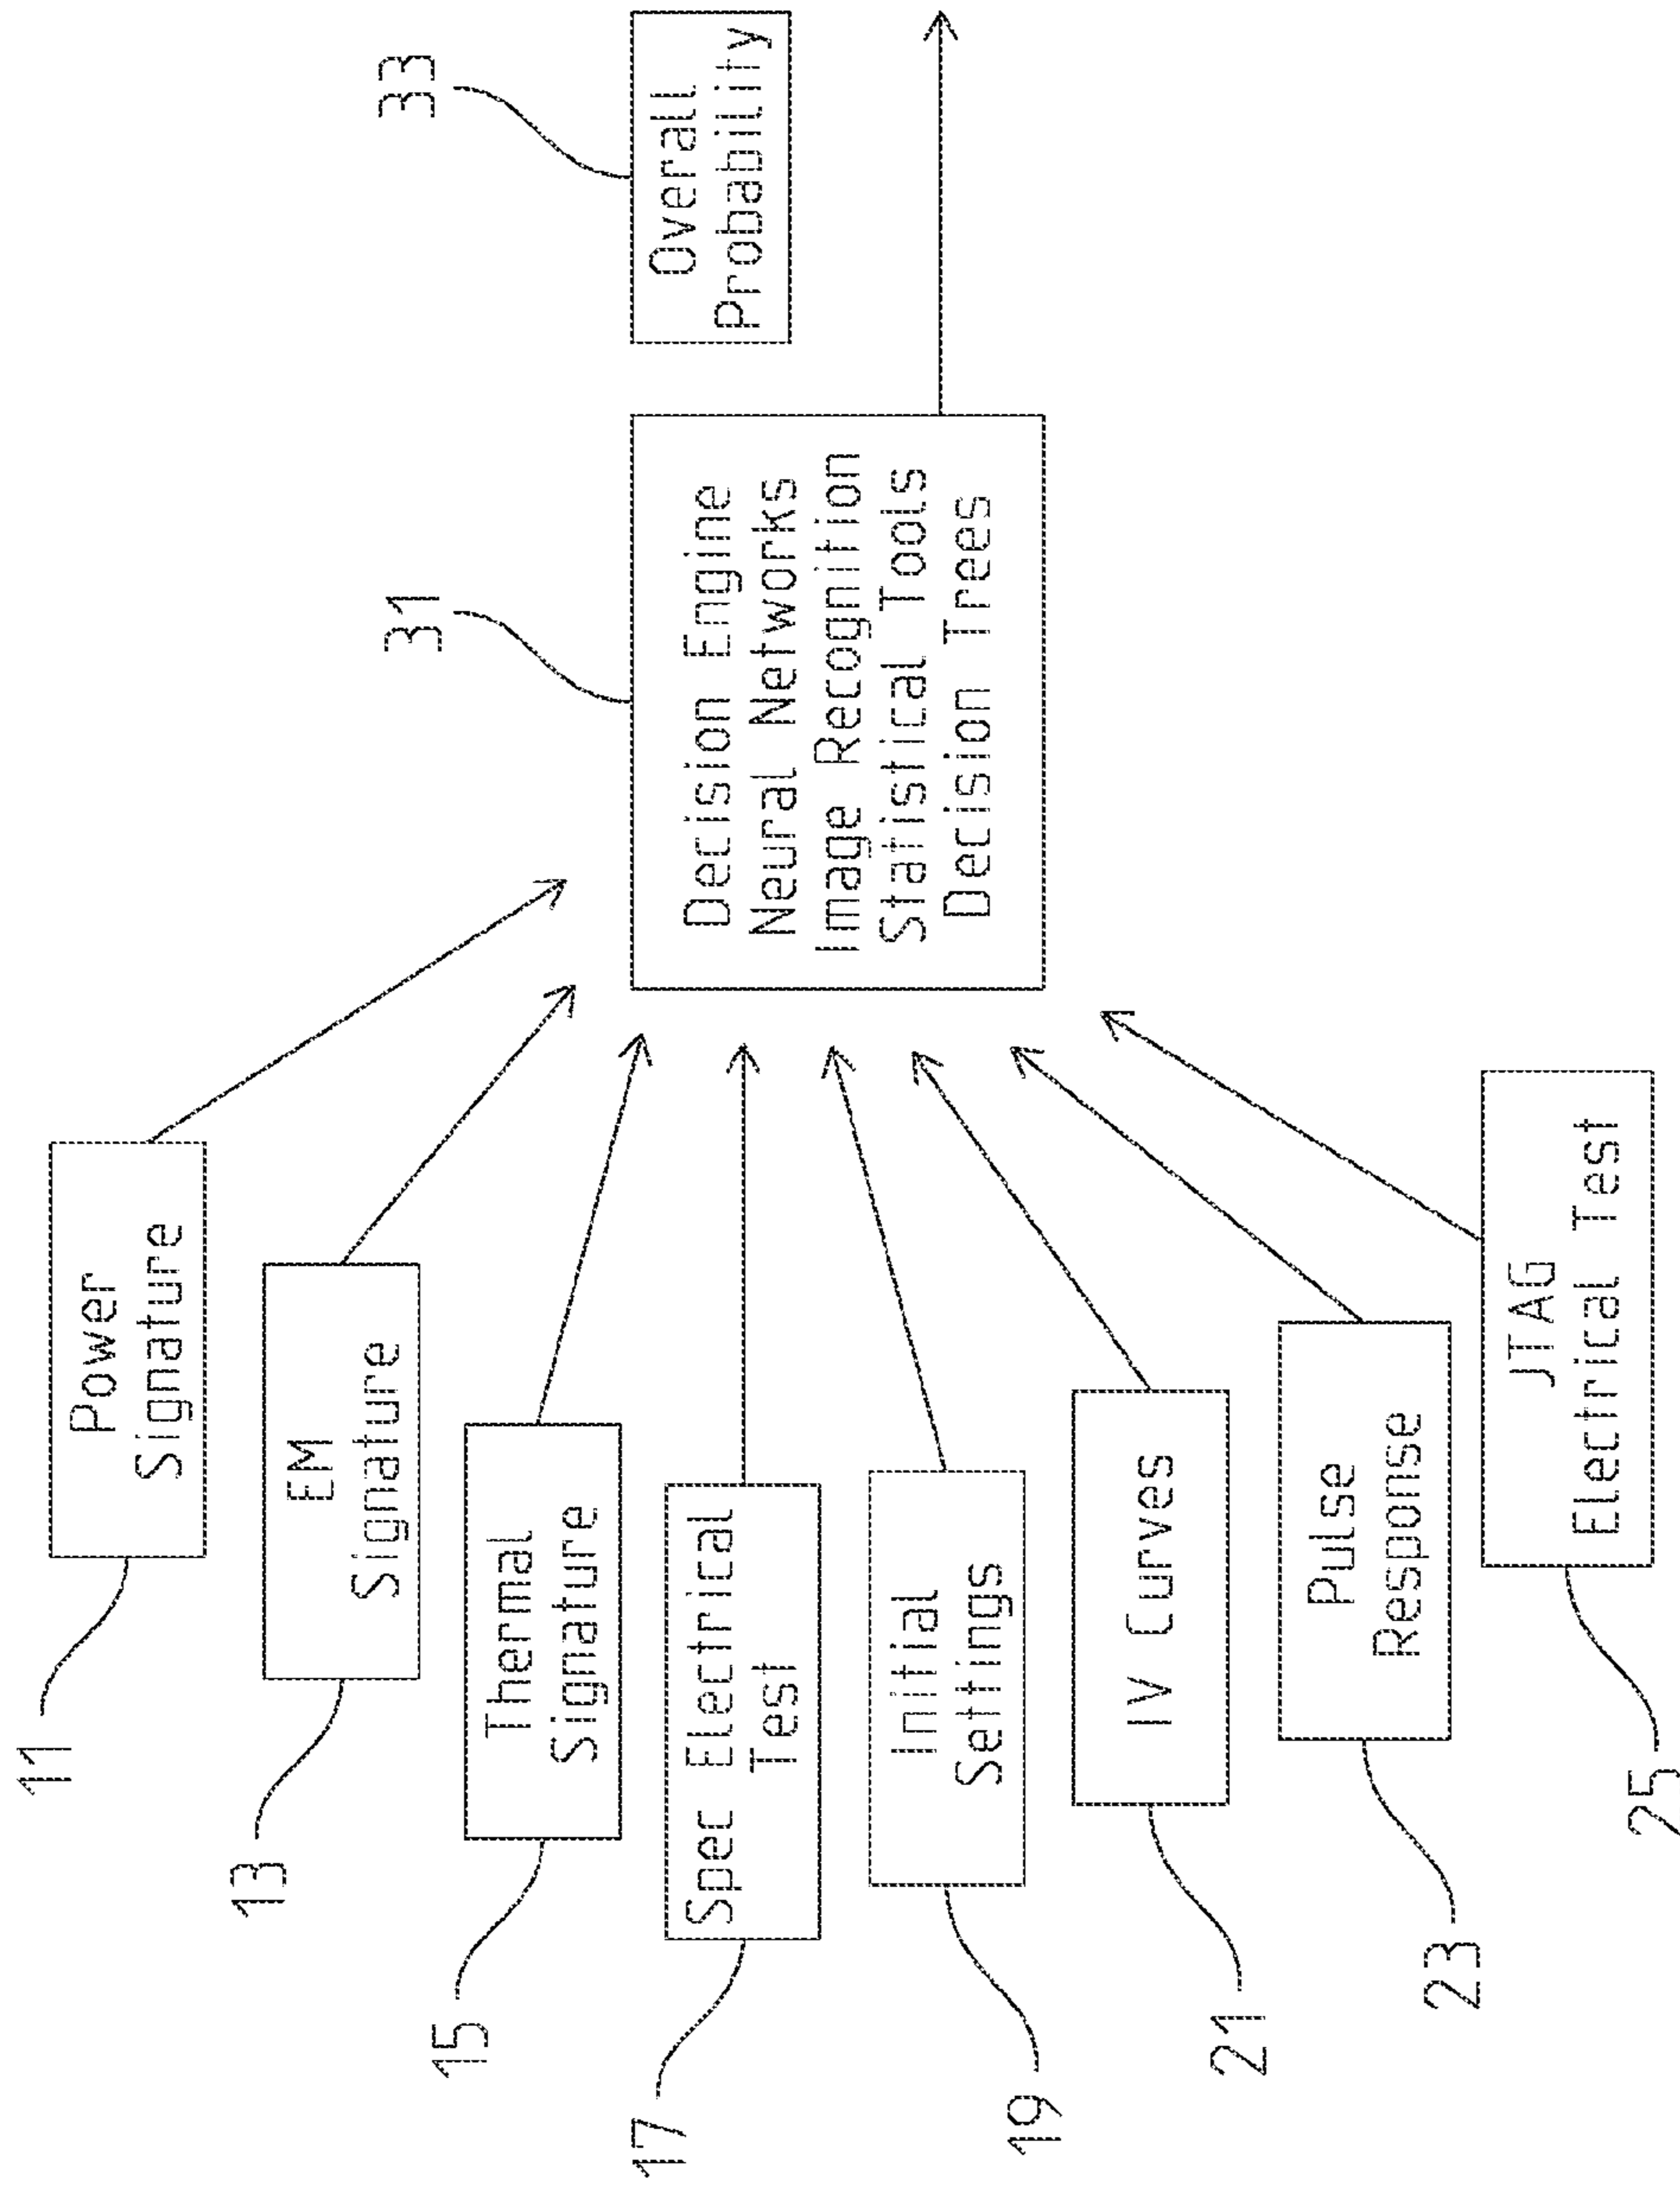 11
Power
Signature
13
EM
Signature
15
Thermal
Signature
17
Spec Electrical
Test
19
Initial
Settings
21
IV Curves
23
Pulse
Response
25
JTAG
Electrical Test
31
Decision Engine
Neural Networks
Image Recognition
Statistical Tools
Decision Trees
33
Overall
Probability